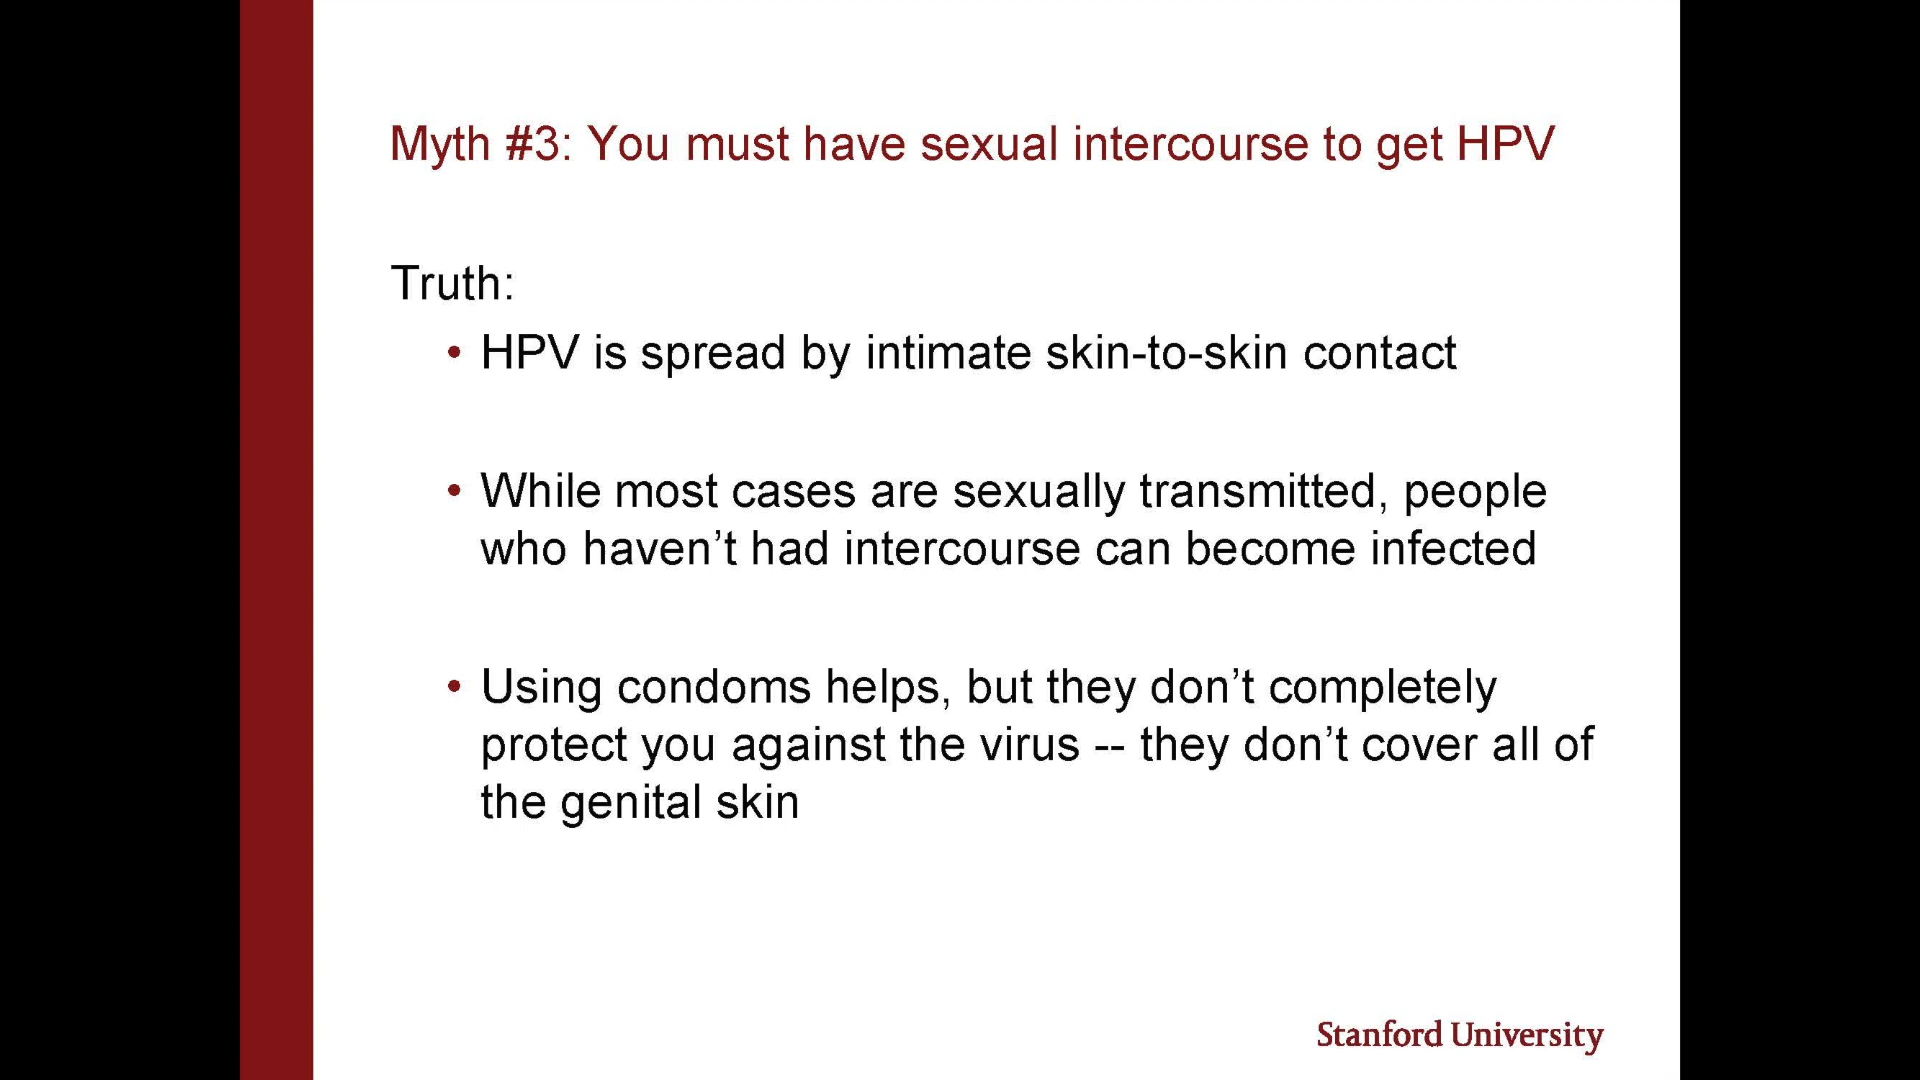 Myth #3: You must have sexual intercourse to get HPV
Truth:
• HPV is spread by intimate skin-to-skin contact
• While most cases are sexually transmitted, people
who haven’t had intercourse can become infected
• Using condoms helps, but they don’t completely
protect you against the virus -- they don’t cover all of
the genital skin
Stanford University